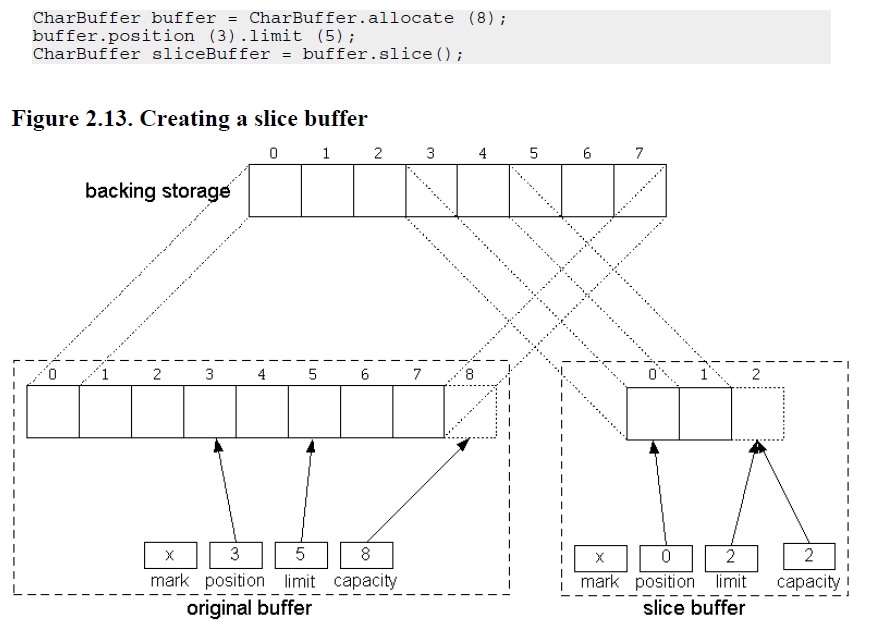 CharBuffer buffer = CharBuffer.allocate (8);
buffer.position (3).limit (5);
CharBuffer sliceBuffer = buffer.slice();
Figure 2.13. Creating a slice buffer
0 1 2 3 4 5 6 7
backing storage
0 1 2 3 4 5 6 7 8
0 1 2
X 3 5 8
mark position limit capacity
original buffer
X 0 2 2
mark position limit capacity
slice buffer